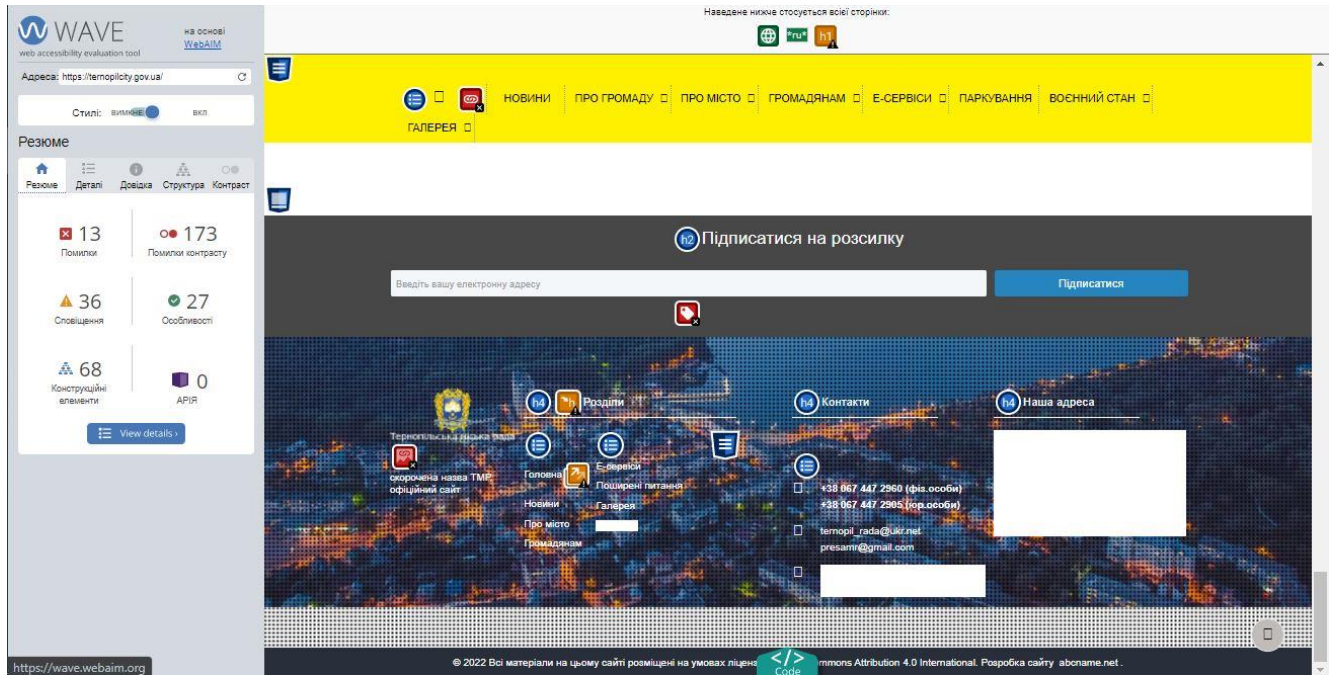 Наведене нижче стосується всієї сторінки:
*ru*
h1
WAVE
web accessibility evaluation tool
на основі
WebAIM
Адреса: https://ternopilcity.gov.ua/
Стилі:
вкл
Резюме
Резюме Деталі Довідка Структура Контраст
13
Помилки
173
Помилки контрасту
36
Сповіщення
27
Особливості
68
Конструкційні
елементи
0
АРІЯ
View details ›
https://wave.webaim.org
НОВИНИ ПРО ГРОМАДУ ПРО МІСТО ГРОМАДЯНАМ Е-СЕРВІСИ ПАРКУВАННЯ ВОЄННИЙ СТАН
ГАЛЕРЕЯ
h2 Підписатися на розсилку
Введіть вашу електронну адресу
Підписатися
Тернопільська міська рада
скорочена назва ТМР
офіційний сайт
h4 h Розділи
Головна
Новини
Про місто
Громадянам
Е-сервіси
Поширені питання
Галерея
h4 Контакти
+38 067 447 2960 (фіз.особи)
+38 067 447 2905 (юр.особи)
ternopil_rada@ukr.net
presamr@gmail.com
h4 Наша адреса
© 2022 Всі матеріали на цьому сайті розміщені на умовах ліценз
</>
Code
mmons Attribution 4.0 International. Розробка сайту abcname.net .